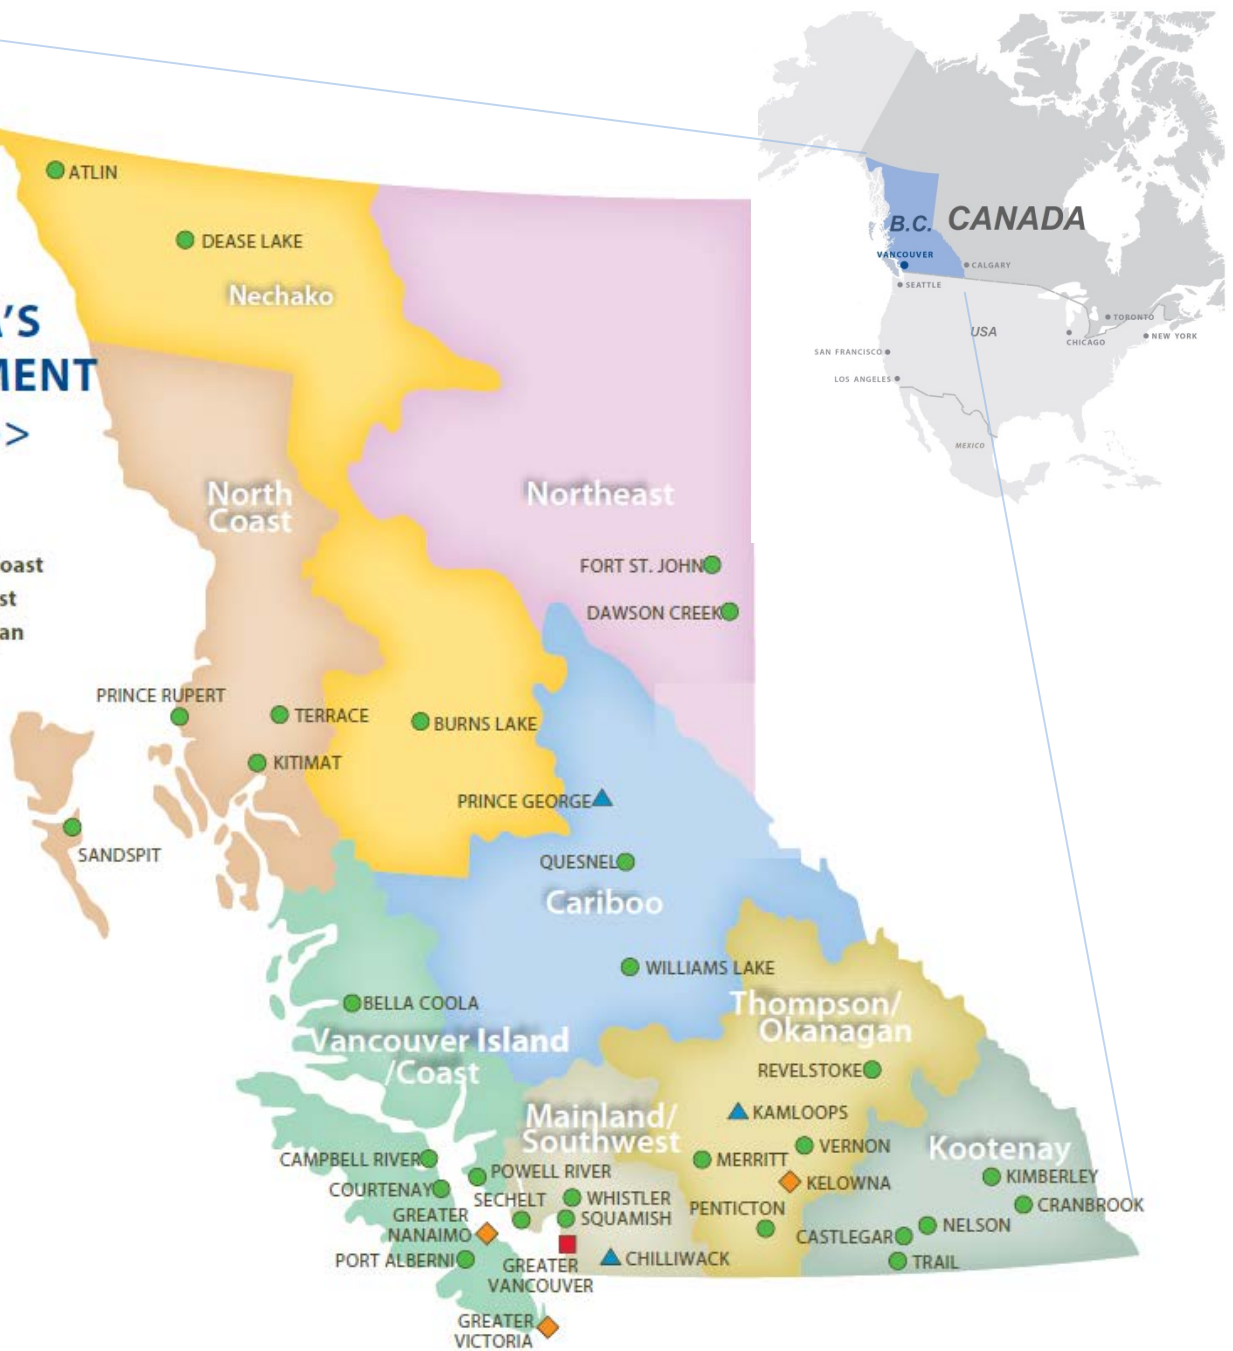 ATLIN
DEASE LAKE
Nechako
'S
MENT
>
North
Coast
Northeast
oast
st
an
FORT ST. JOHN
DAWSON CREEK
PRINCE RUPERT
TERRACE
KITIMAT
BURNS LAKE
SANDSPIT
PRINCE GEORGE
QUESNEL
Cariboo
WILLIAMS LAKE
BELLA COOLA
Vancouver Island
/Coast
Thompson/
Okanagan
REVELSTOKE
KAMLOOPS
Mainland/
Southwest
VERNON
MERRITT
KELOWNA
PENTICTON
Kootenay
KIMBERLEY
CRANBROOK
NELSON
CASTLEGAR
TRAIL
CAMPBELL RIVER
POWELL RIVER
COURTENAY
SECHELT
WHISTLER
SQUAMISH
GREATER
NANAIMO
PORT ALBERNI
GREATER
VANCOUVER
CHILLIWACK
GREATER
VICTORIA
B.C.
CANADA
VANCOUVER
CALGARY
SEATTLE
USA
TORONTO
CHICAGO
NEW YORK
SAN FRANCISCO
LOS ANGELES
MEXICO